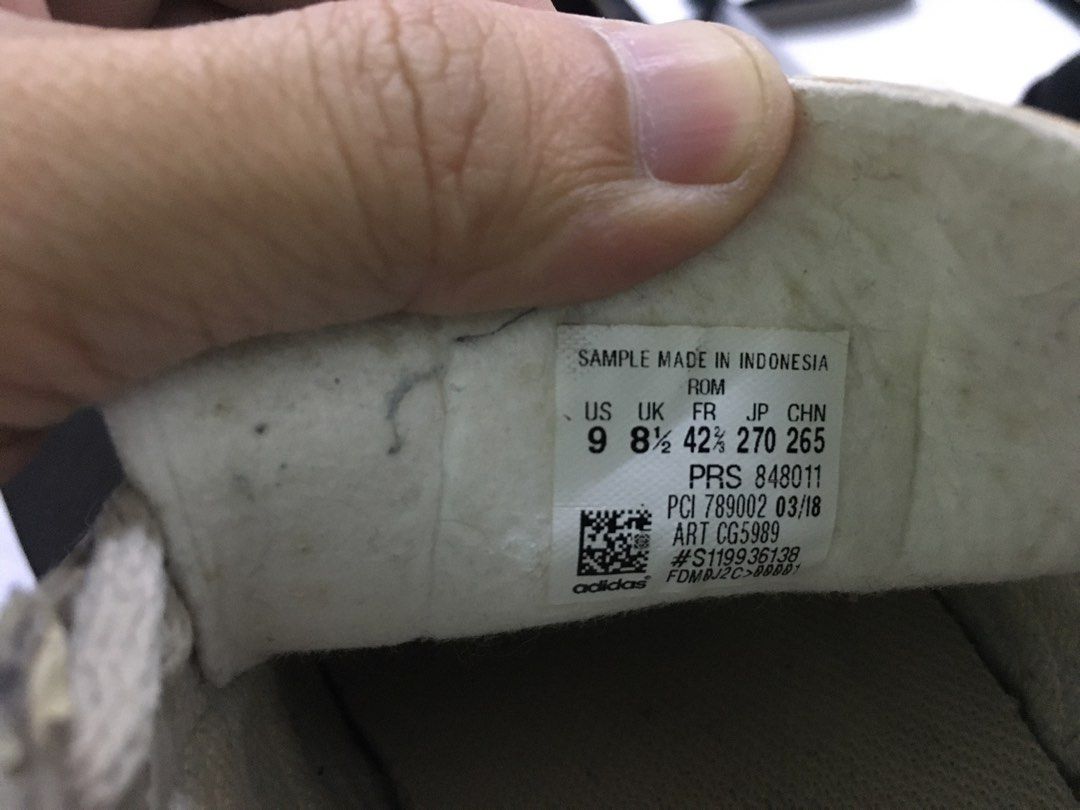 SAMPLE MADE IN INDONESIA
ROM
US UK FR JP CHN
9 8½ 42⅔ 270 265
PRS 848011
PCI 789002 03/18
ART CG5989
#S119936138
adidas